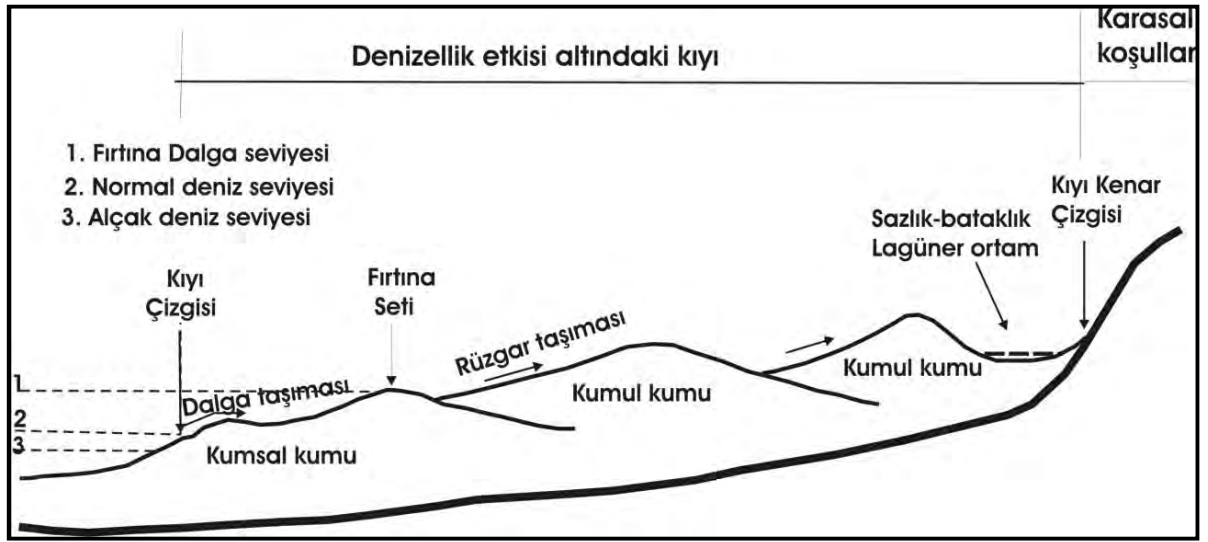 Karasal
koşullar
Denizellik etkisi altındaki kıyı
1. Fırtına Dalga seviyesi
2. Normal deniz seviyesi
3. Alçak deniz seviyesi
Kıyı Kenar
Çizgisi
Sazlık-bataklık
Lagüner ortam
Kıyı
Çizgisi
Fırtına
Seti
Rüzgar taşıması
Dalga taşıması
1
2
3
Kumsal kumu
Kumul kumu
Kumul kumu